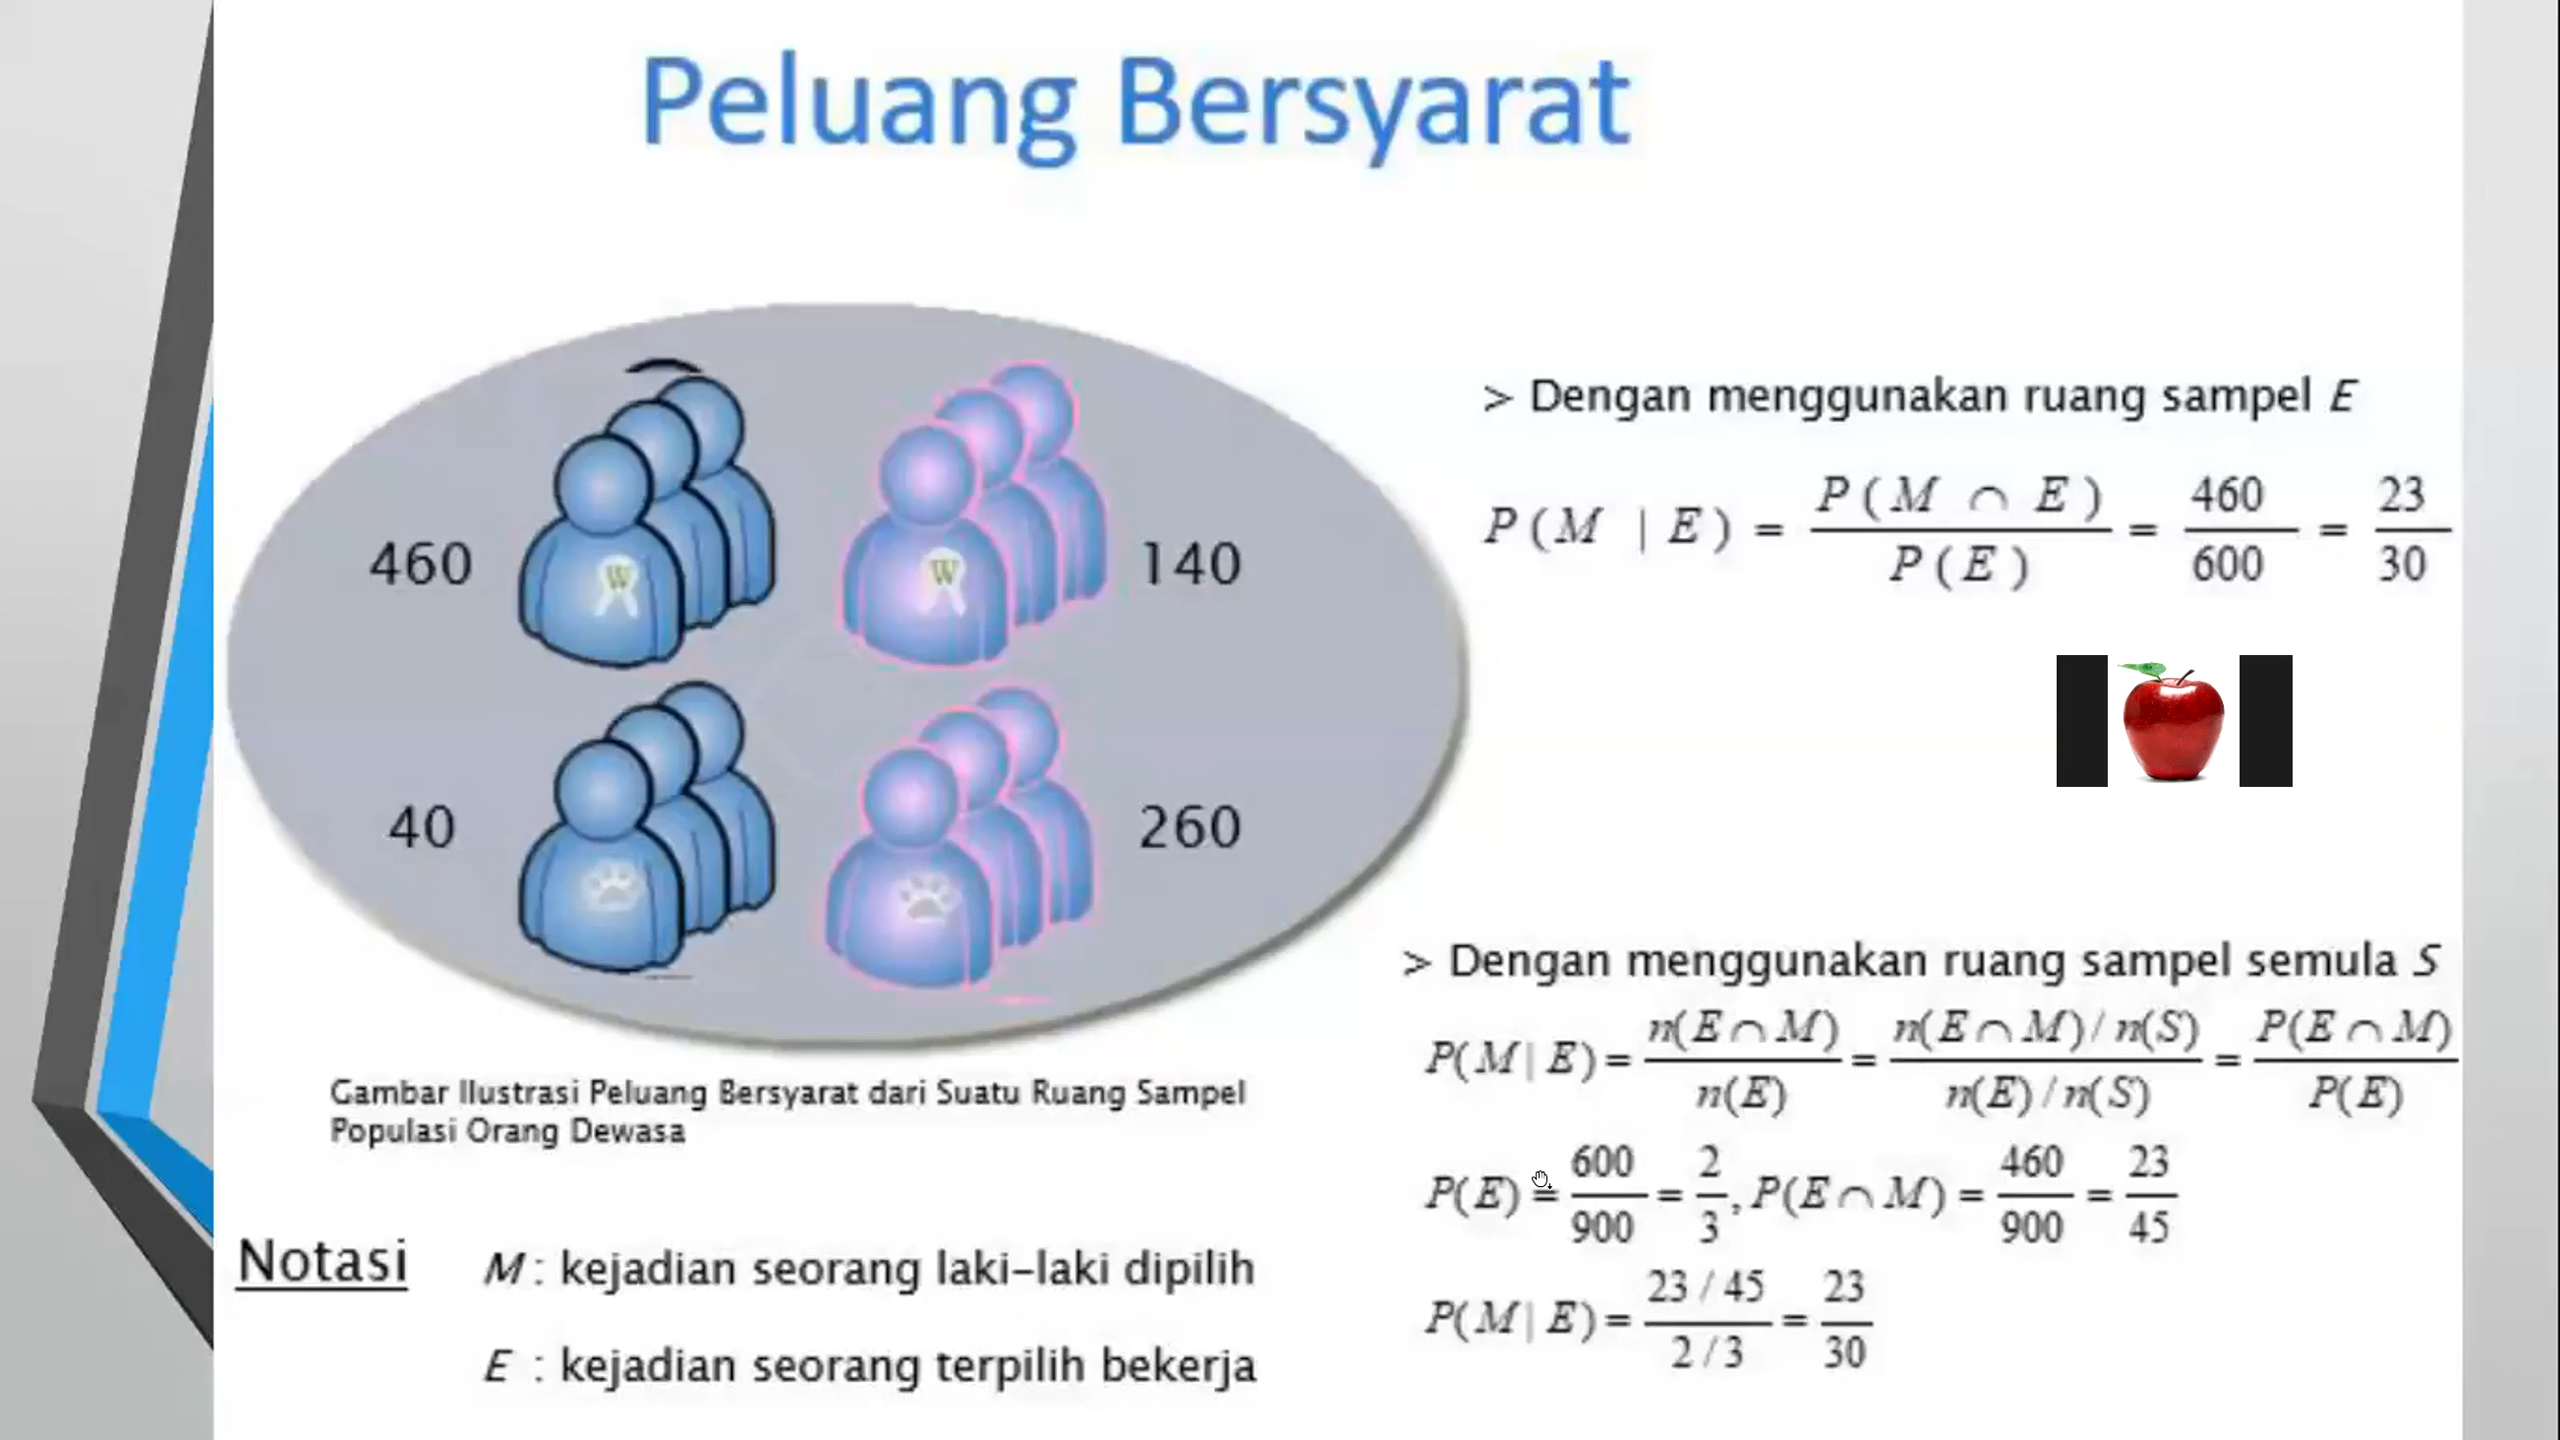 Peluang Bersyarat
460
W
W
140
40
260
Gambar Ilustrasi Peluang Bersyarat dari Suatu Ruang Sampel
Populasi Orang Dewasa
Notasi
M : kejadian seorang laki-laki dipilih
E : kejadian seorang terpilih bekerja
> Dengan menggunakan ruang sampel E
P(M | E) = P(M ∩ E) / P(E) = 460 / 600 = 23 / 30
> Dengan menggunakan ruang sampel semula S
P(M | E) = n(E ∩ M) / n(E) = n(E ∩ M) / n(S) / n(E) / n(S) = P(E ∩ M) / P(E)
P(E) = 600 / 900 = 2 / 3, P(E ∩ M) = 460 / 900 = 23 / 45
P(M | E) = 23 / 45 / 2 / 3 = 23 / 30